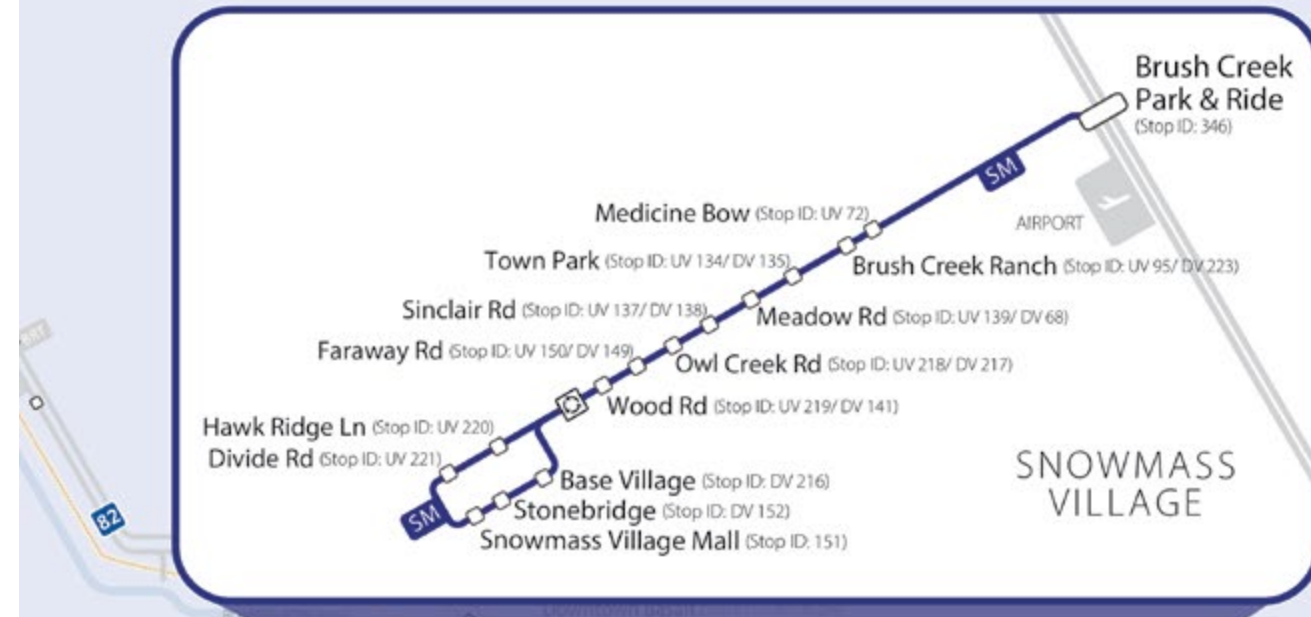 Brush Creek
Park & Ride
(Stop ID: 346)
SM
AIRPORT
Medicine Bow (Stop ID: UV 72)
Town Park (Stop ID: UV 134/ DV 135)
Brush Creek Ranch (Stop ID: UV 95/ DV 223)
Sinclair Rd (Stop ID: UV 137/ DV 138)
Meadow Rd (Stop ID: UV 139/ DV 68)
Faraway Rd (Stop ID: UV 150/ DV 149)
Owl Creek Rd (Stop ID: UV 218/ DV 217)
Wood Rd (Stop ID: UV 219/ DV 141)
Hawk Ridge Ln (Stop ID: UV 220)
Divide Rd (Stop ID: UV 221)
SNOWMASS
VILLAGE
Base Village (Stop ID: DV 216)
Stonebridge (Stop ID: DV 152)
Snowmass Village Mall (Stop ID: 151)
SM
BRT
82